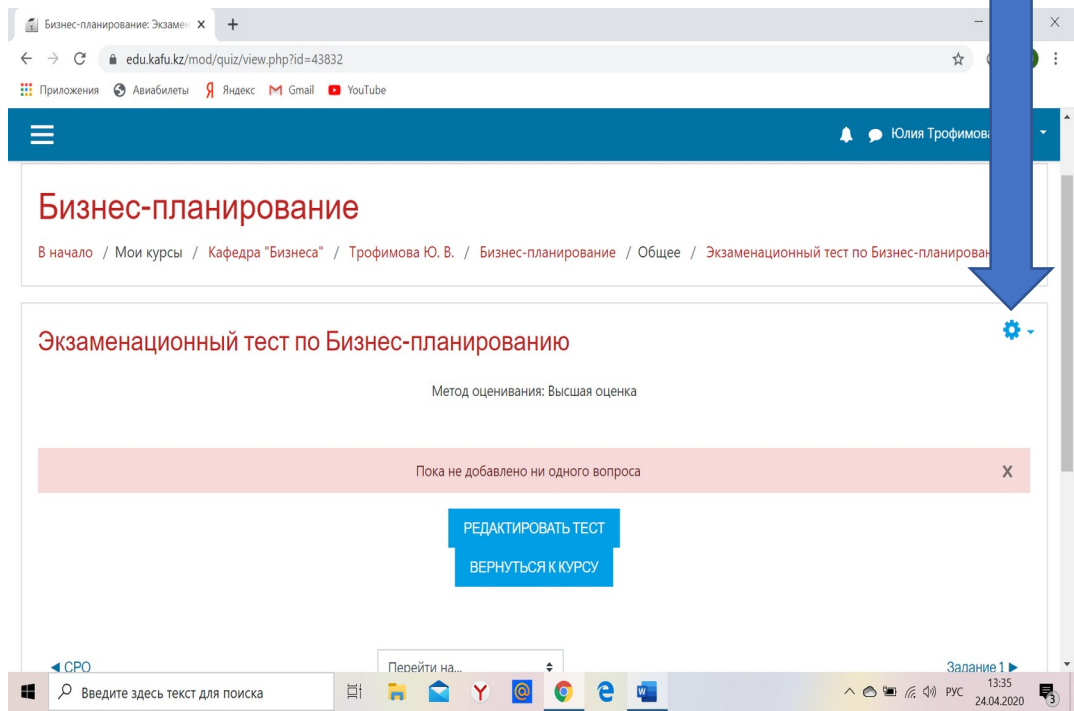 Бизнес-планирование: Экзамен
edu.kafu.kz/mod/quiz/view.php?id=43832
Приложения Авиабилеты Яндекс Gmail YouTube
Юлия Трофимова
Бизнес-планирование
В начало / Мои курсы / Кафедра "Бизнеса" / Трофимова Ю. В. / Бизнес-планирование / Общее / Экзаменационный тест по
Экзаменационный тест по Бизнес-планированию
Метод оценивания: Высшая оценка
Пока не добавлено ни одного вопроса x
РЕДАКТИРОВАТЬ ТЕСТ
ВЕРНУТЬСЯ К КУРСУ
◄ СРО Перейти на... Задание 1 ►
Введите здесь текст для поиска РУС 13:35
24.04.2020 3